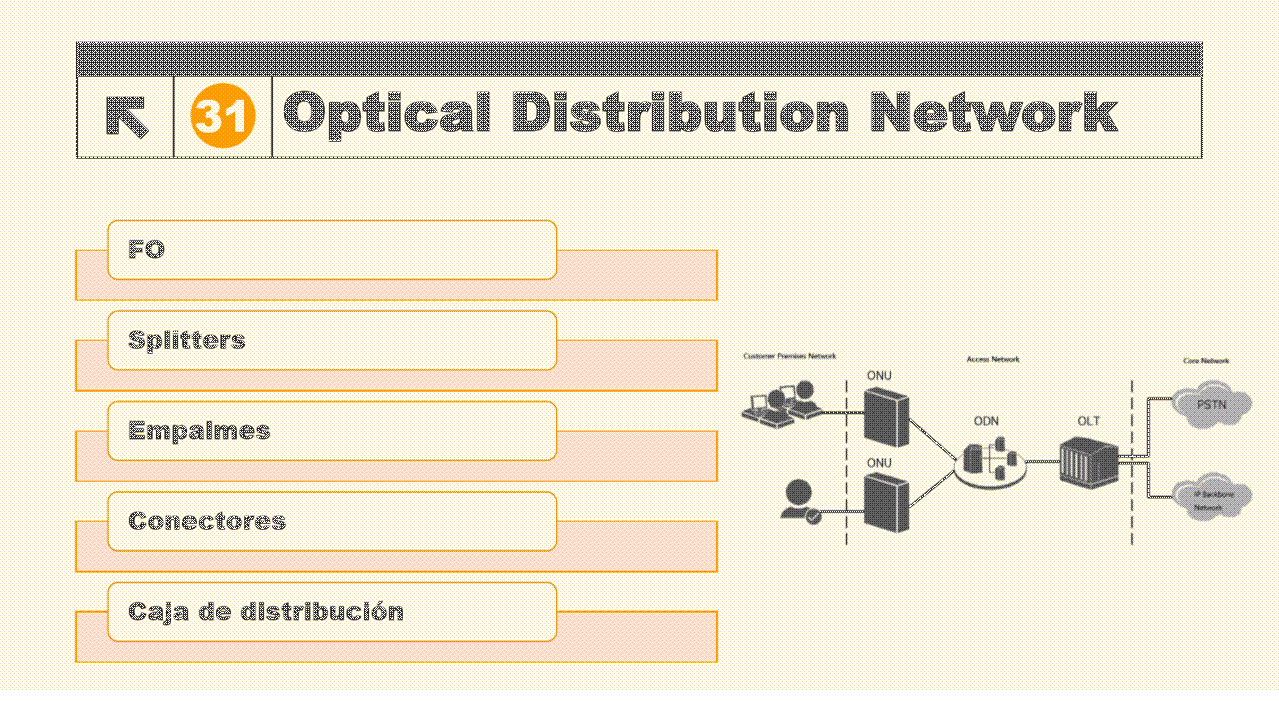 31 Optical Distribution Network
FO
Splitters
Empalmes
Conectores
Caja de distribución
Customer Premises Network
Access Network
Core Network
ONU
PSTN
ODN
OLT
ONU
IP Backbone
Network